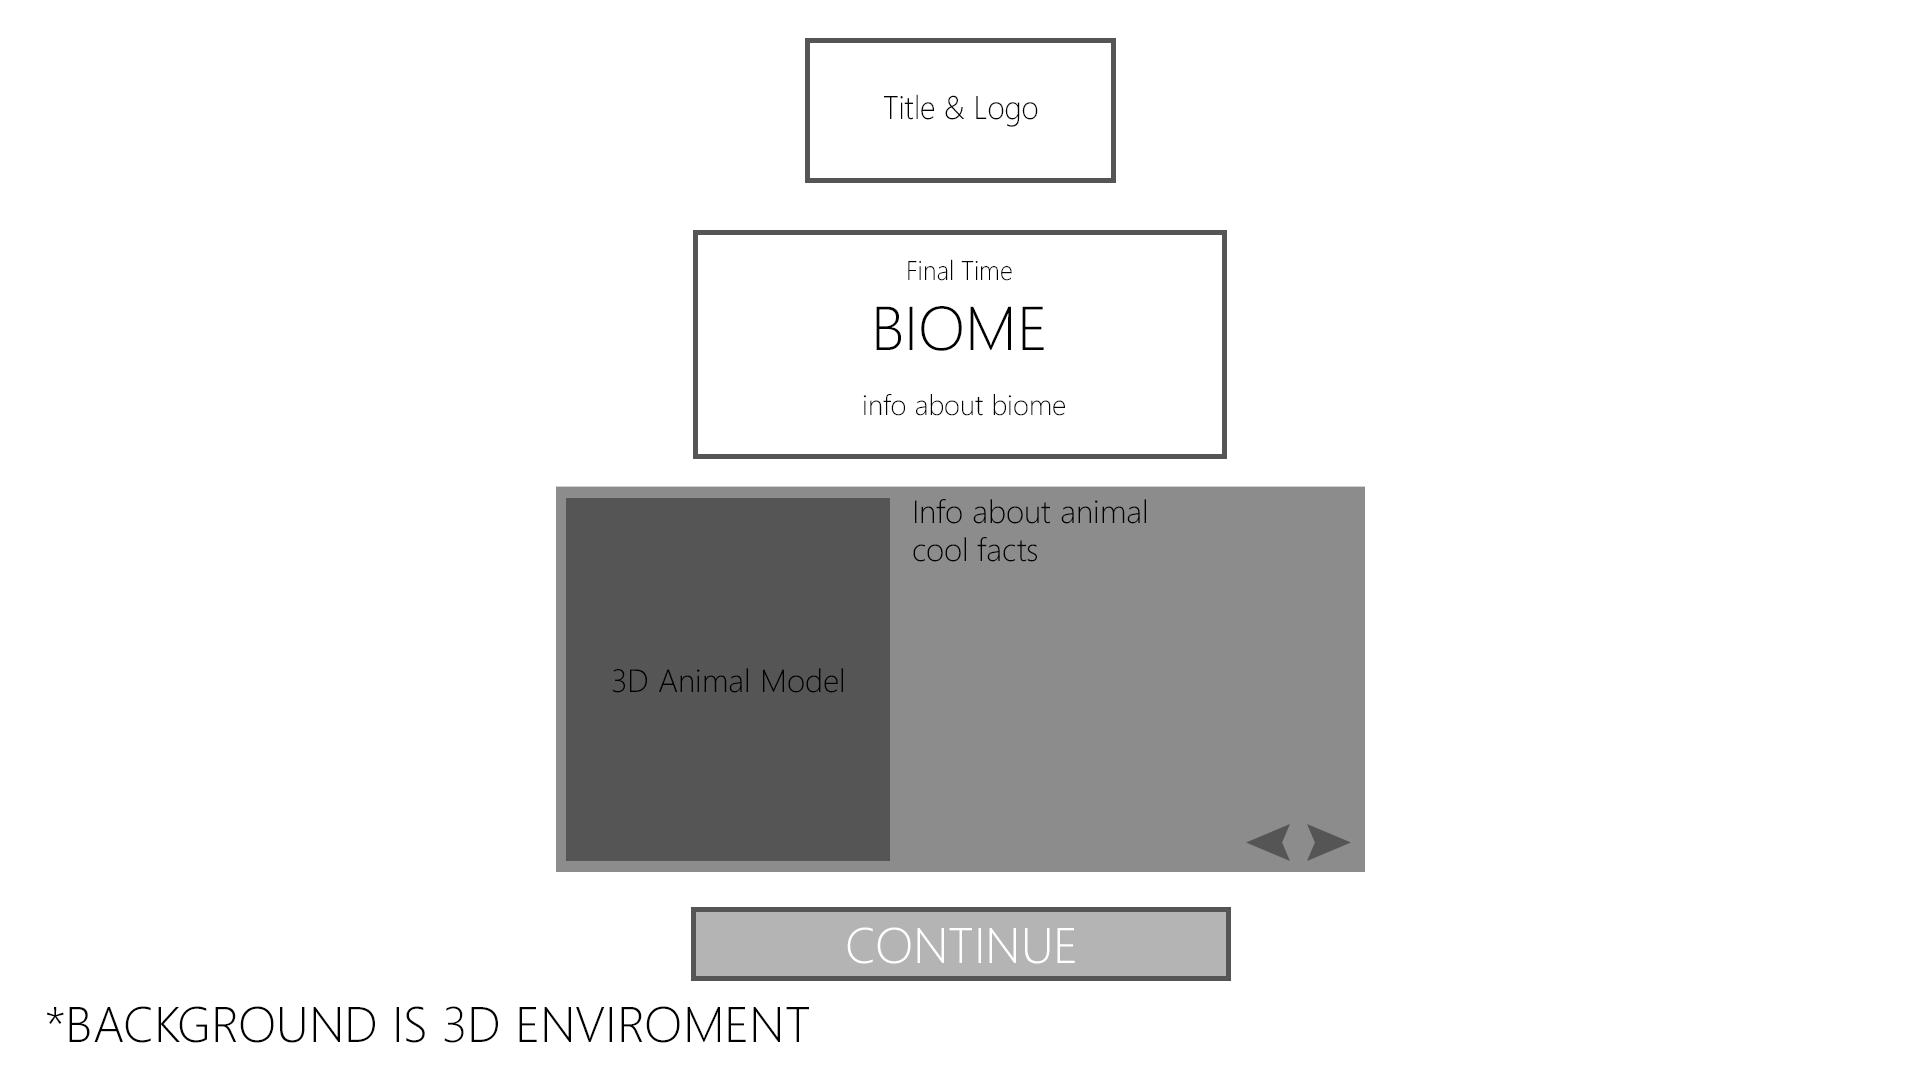 Title & Logo
Final Time
BIOME
info about biome
Info about animal
cool facts
3D Animal Model
CONTINUE
*BACKGROUND IS 3D ENVIROMENT